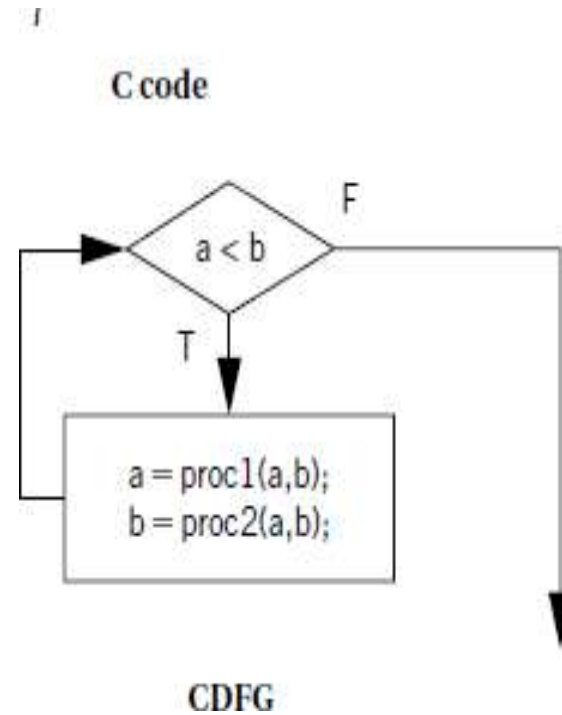 C code
F
a < b
T
a = proc1(a,b);
b = proc2(a,b);
CDFG